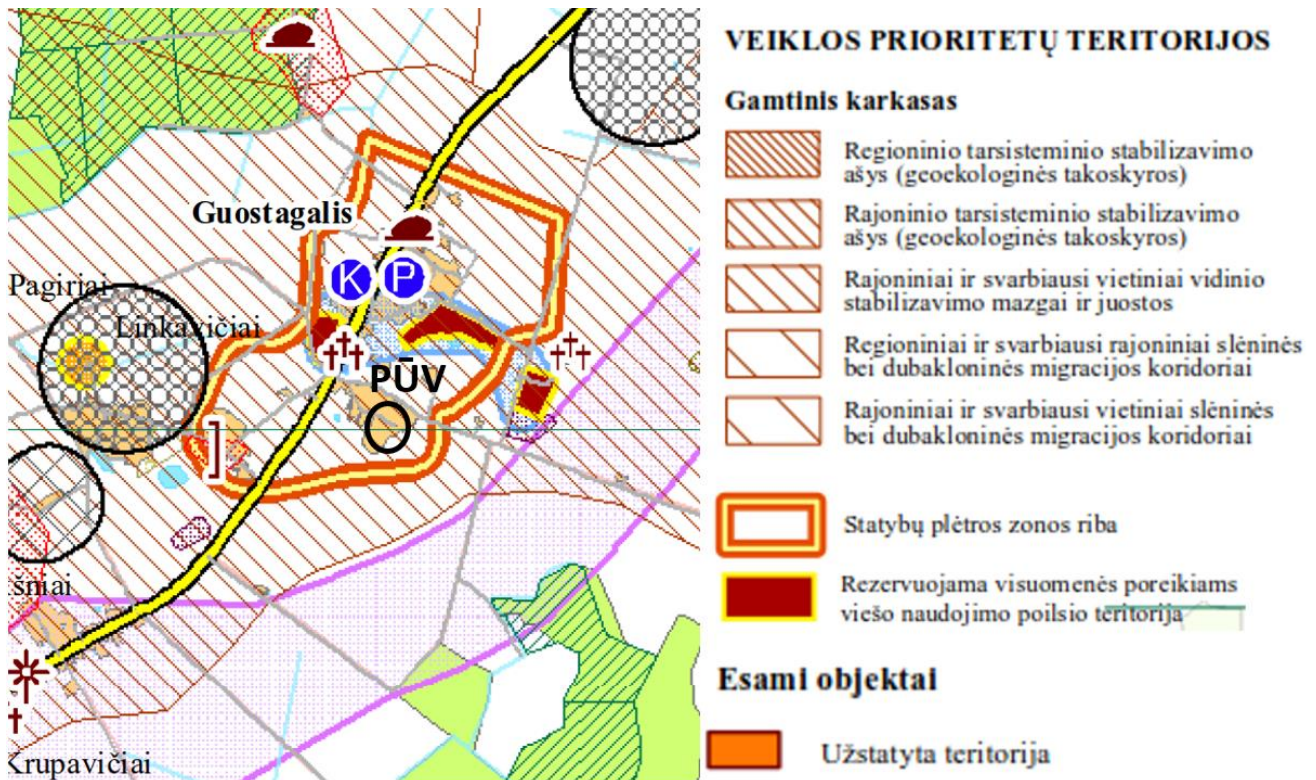 Guostagalis
Pagiriai
Linkavičiai
K P
PŪV
šniai
Krupavičiai
VEIKLOS PRIORITETŲ TERITORIJOS
Gamtinis karkasas
Regioninio tarsisteminio stabilizavimo
ašys (geoekologinės takoskyros)
Rajoninio tarsisteminio stabilizavimo
ašys (geoekologinės takoskyros)
Rajoniniai ir svarbiausi vietiniai vidinio
stabilizavimo mazgai ir juostos
Regioniniai ir svarbiausi rajoniniai slėninės
bei dubakloninės migracijos koridoriai
Rajoniniai ir svarbiausi vietiniai slėninės
bei dubakloninės migracijos koridoriai
Statybų plėtros zonos riba
Rezervuojama visuomenės poreikiams
viešo naudojimo poilsio teritorija
Esami objektai
Užstatyta teritorija